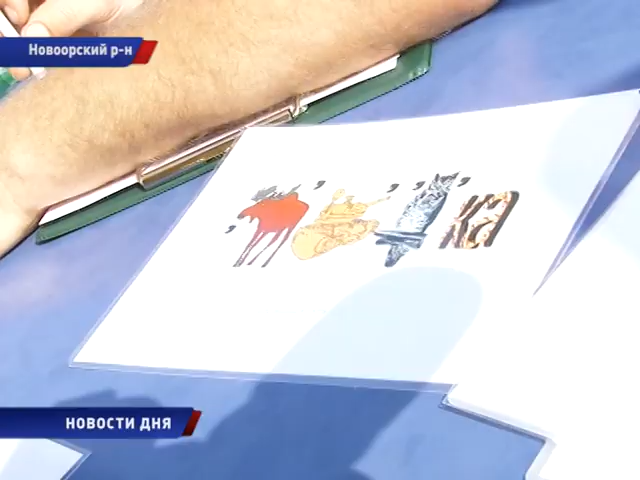 Новоорский р-н
, , , , ,
ка
НОВОСТИ ДНЯ